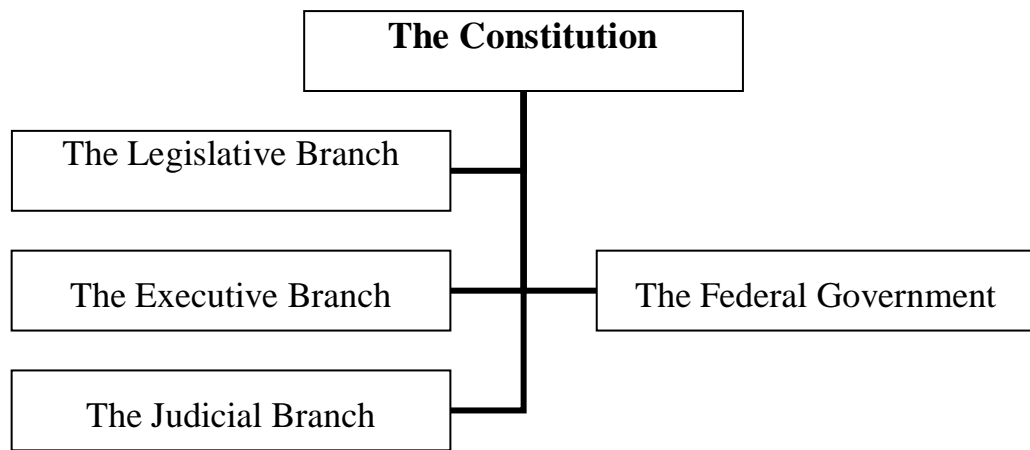 The Constitution
The Legislative Branch
The Executive Branch
The Federal Government
The Judicial Branch